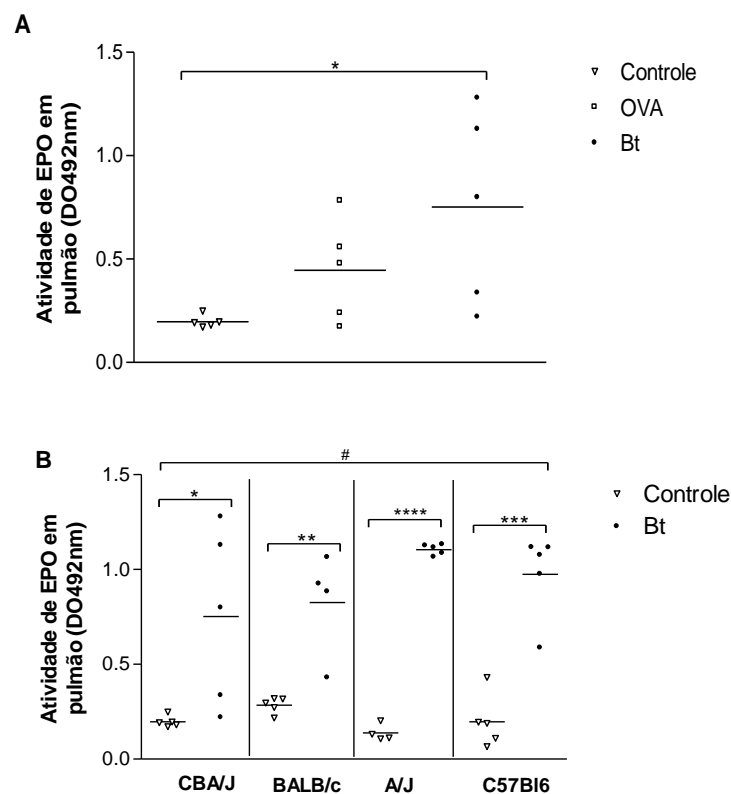 A
Atividade de EPO em
pulmão (DO492nm)
1.5
1.0
0.5
0.0
*
Controle
OVA
Bt
B
Atividade de EPO em
pulmão (DO492nm)
#
1.5
1.0
0.5
0.0
*
**
****
***
Controle
Bt
CBA/J
BALB/c
A/J
C57Bl6